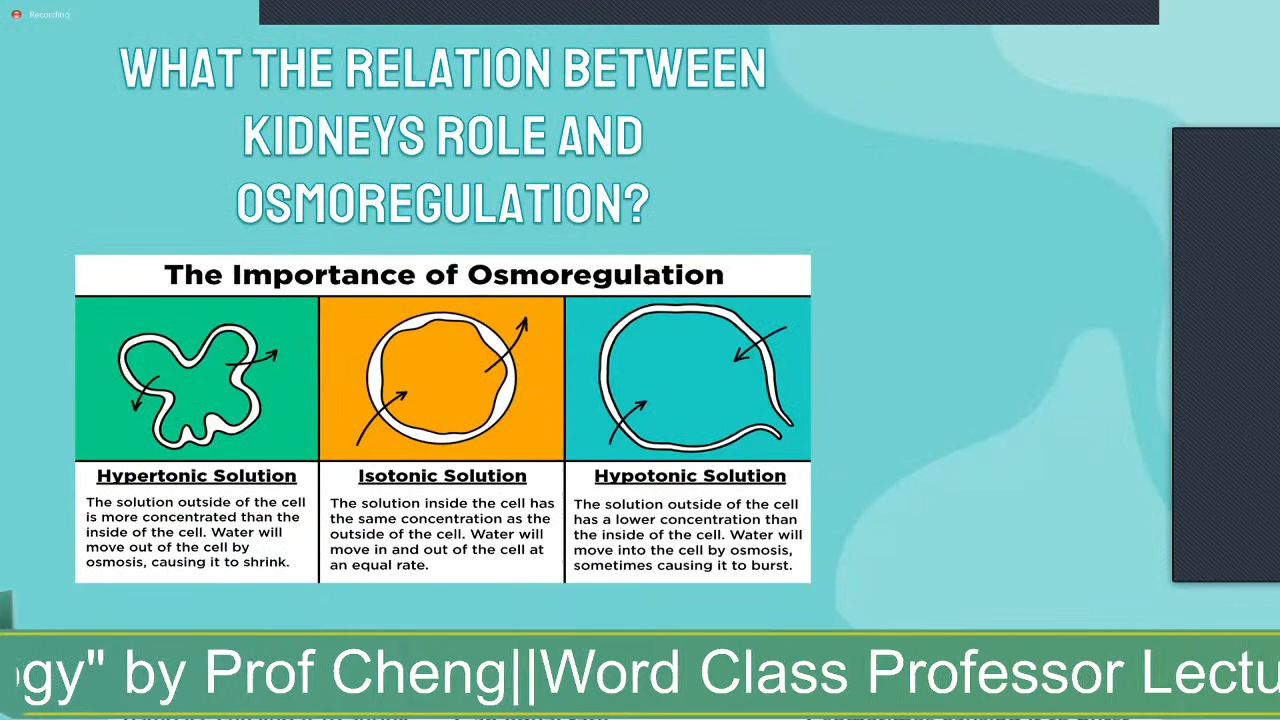 Recording
WHAT THE RELATION BETWEEN
KIDNEYS ROLE AND
OSMOREGULATION?
The Importance of Osmoregulation
Hypertonic Solution
The solution outside of the cell
is more concentrated than the
inside of the cell. Water will
move out of the cell by
osmosis, causing it to shrink.
Isotonic Solution
The solution inside the cell has
the same concentration as the
outside of the cell. Water will
move in and out of the cell at
an equal rate.
Hypotonic Solution
The solution outside of the cell
has a lower concentration than
the inside of the cell. Water will
move into the cell by osmosis,
sometimes causing it to burst.
gy" by Prof Cheng||Word Class Professor Lectu